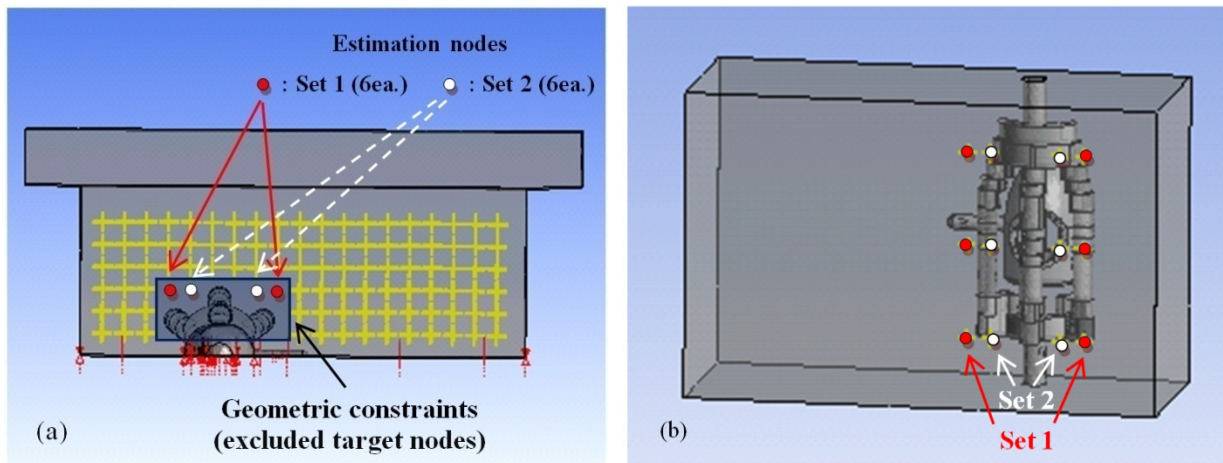 Estimation nodes
: Set 1 (6ea.) : Set 2 (6ea.)
Geometric constraints
(excluded target nodes)
(a)
Set 2
Set 1
(b)